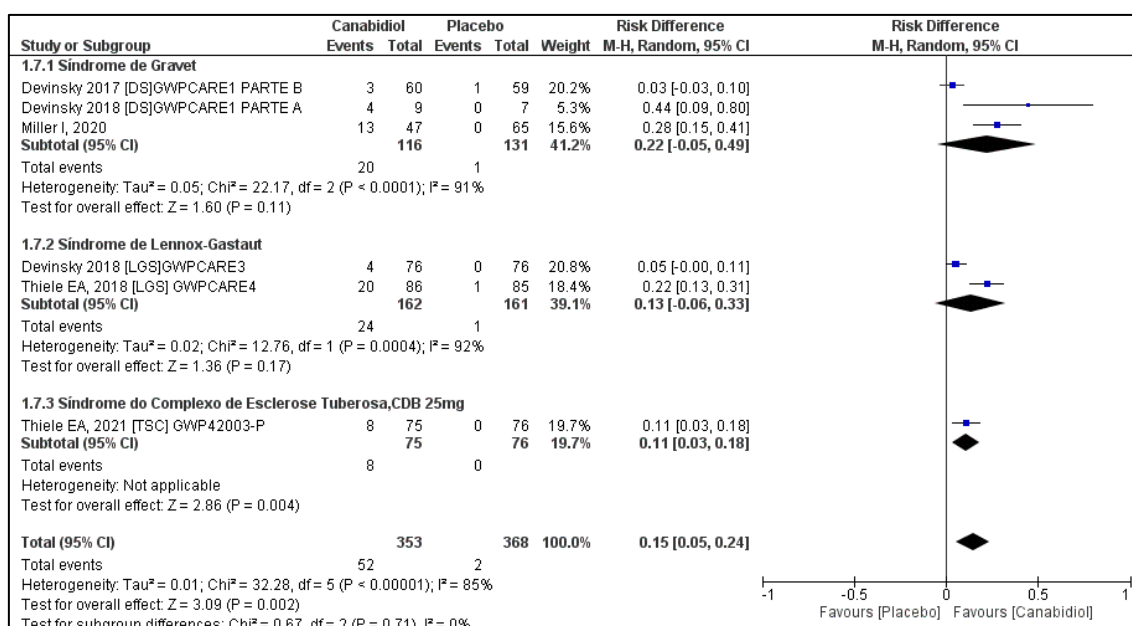 Canabidiol Placebo Risk Difference Risk Difference
Study or Subgroup Events Total Events Total Weight M-H, Random, 95% CI M-H, Random, 95% CI
1.7.1 Síndrome de Gravet
Devinsky 2017 [DS]GWPCARE1 PARTE B 3 60 1 59 20.2% 0.03 [-0.03, 0.10]
Devinsky 2018 [DS]GWPCARE1 PARTE A 4 9 0 7 5.3% 0.44 [0.09, 0.80]
Miller I, 2020 13 47 0 65 15.6% 0.28 [0.15, 0.41]
Subtotal (95% CI) 116 131 41.2% 0.22 [-0.05, 0.49]
Total events 20 1
Heterogeneity: Tau² = 0.05; Chi² = 22.17, df = 2 (P < 0.0001); I² = 91%
Test for overall effect: Z = 1.60 (P = 0.11)
1.7.2 Síndrome de Lennox-Gastaut
Devinsky 2018 [LGS]GWPCARE3 4 76 0 76 20.8% 0.05 [-0.00, 0.11]
Thiele EA, 2018 [LGS] GWPCARE4 20 86 1 85 18.4% 0.22 [0.13, 0.31]
Subtotal (95% CI) 162 161 39.1% 0.13 [-0.06, 0.33]
Total events 24 1
Heterogeneity: Tau² = 0.02; Chi² = 12.76, df = 1 (P = 0.0004); I² = 92%
Test for overall effect: Z = 1.36 (P = 0.17)
1.7.3 Síndrome do Complexo de Esclerose Tuberosa,CDB 25mg
Thiele EA, 2021 [TSC] GWP42003-P 8 75 0 76 19.7% 0.11 [0.03, 0.18]
Subtotal (95% CI) 75 76 19.7% 0.11 [0.03, 0.18]
Total events 8 0
Heterogeneity: Not applicable
Test for overall effect: Z = 2.86 (P = 0.004)
Total (95% CI) 353 368 100.0% 0.15 [0.05, 0.24]
Total events 52 2
Heterogeneity: Tau² = 0.01; Chi² = 32.28, df = 5 (P < 0.00001); I² = 85%
Test for overall effect: Z = 3.09 (P = 0.002)
Test for subgroup differences: Chi² = 0.67, df = 2 (P = 0.71), I² = 0%
-1 -0.5 0 0.5 1
Favours [Placebo] Favours [Canabidiol]